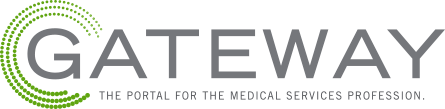 GATEWAY
THE PORTAL FOR THE MEDICAL SERVICES PROFESSION.